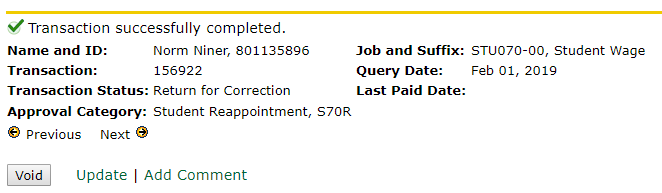 Transaction successfully completed.
Name and ID: Norm Niner, 801135896 Job and Suffix: STU070-00, Student Wage
Transaction: 156922 Query Date: Feb 01, 2019
Transaction Status: Return for Correction Last Paid Date:
Approval Category: Student Reappointment, S70R
Previous Next
Void Update | Add Comment